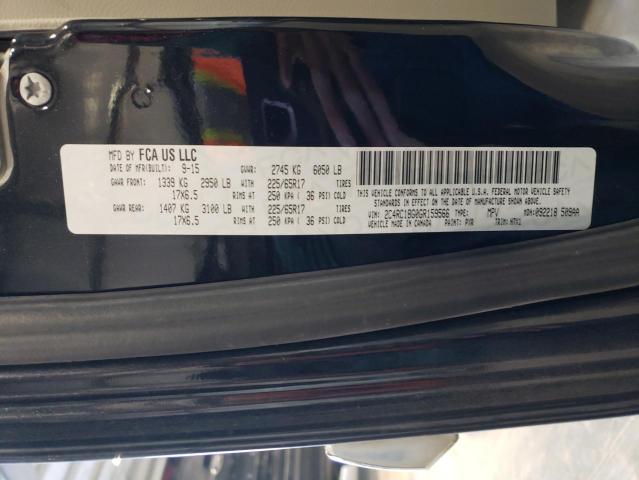 MFD BY FCA US LLC
DATE OF MFR(BUILT): 9-15 GVWR: 2745 KG 6050 LB
GAWR FRONT: 1339 KG 2950 LB WITH 225/65R17 TIRES
17X6.5 RIMS AT 250 KPA ( 36 PSI) COLD
GAWR REAR: 1407 KG 3100 LB WITH 225/65R17 TIRES
17X6.5 RIMS AT 250 KPA ( 36 PSI) COLD
THIS VEHICLE CONFORMS TO ALL APPLICABLE U.S.A. FEDERAL MOTOR VEHICLE SAFETY
STANDARDS IN EFFECT ON THE DATE OF MANUFACTURE SHOWN ABOVE.
VIN: 2C4RC1BG0GR159566 TYPE: MPV MDH: 092218 509AA
VEHICLE MADE IN CANADA PAINT: PXR TRIM: